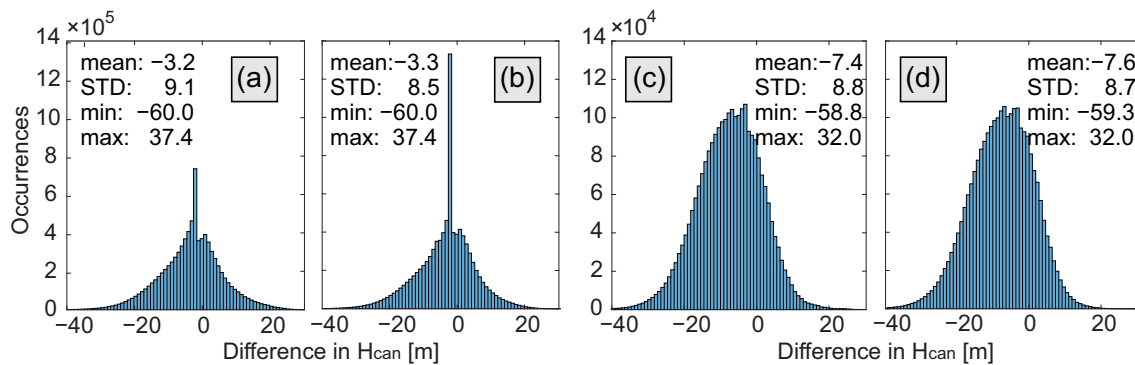 14 ×10⁵
14 ×10⁴
mean: −3.2
STD: 9.1
min: −60.0
max: 37.4
(a)
mean: −3.3
STD: 8.5
min: −60.0
max: 37.4
(b)
(c)
mean:−7.4
STD: 8.8
min: −58.8
max: 32.0
(d)
mean:−7.6
STD: 8.7
min: −59.3
max: 32.0
Occurrences
12
10
8
6
4
2
0
12
10
8
6
4
2
0
−40 −20 0 20
−40 −20 0 20
−40 −20 0 20
−40 −20 0 20
Difference in Hcan [m]
Difference in Hcan [m]